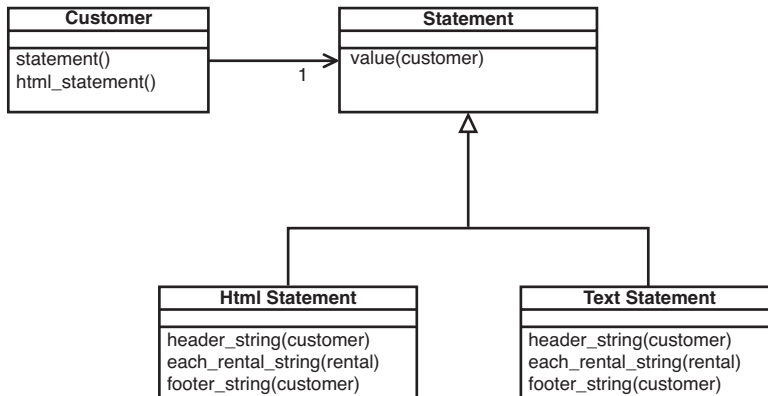 Customer
statement()
html_statement()
1
Statement
value(customer)
Html Statement
header_string(customer)
each_rental_string(rental)
footer_string(customer)
Text Statement
header_string(customer)
each_rental_string(rental)
footer_string(customer)